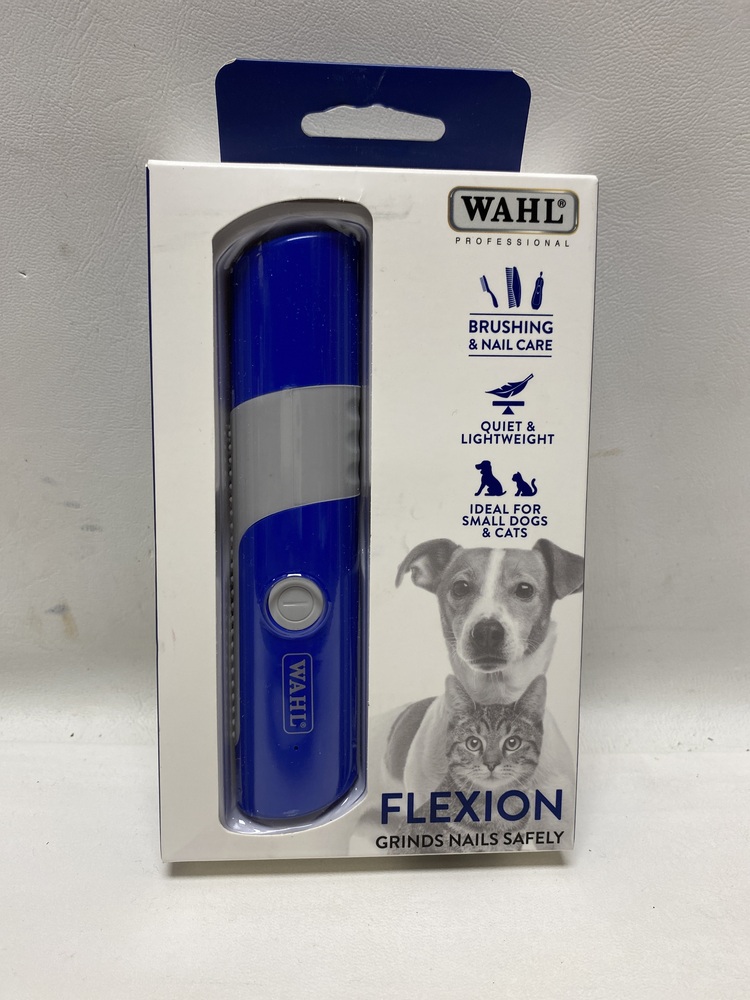 WAHL®
PROFESSIONAL
BRUSHING
& NAIL CARE
QUIET &
LIGHTWEIGHT
IDEAL FOR
SMALL DOGS
& CATS
WAHL®
FLEXION
GRINDS NAILS SAFELY